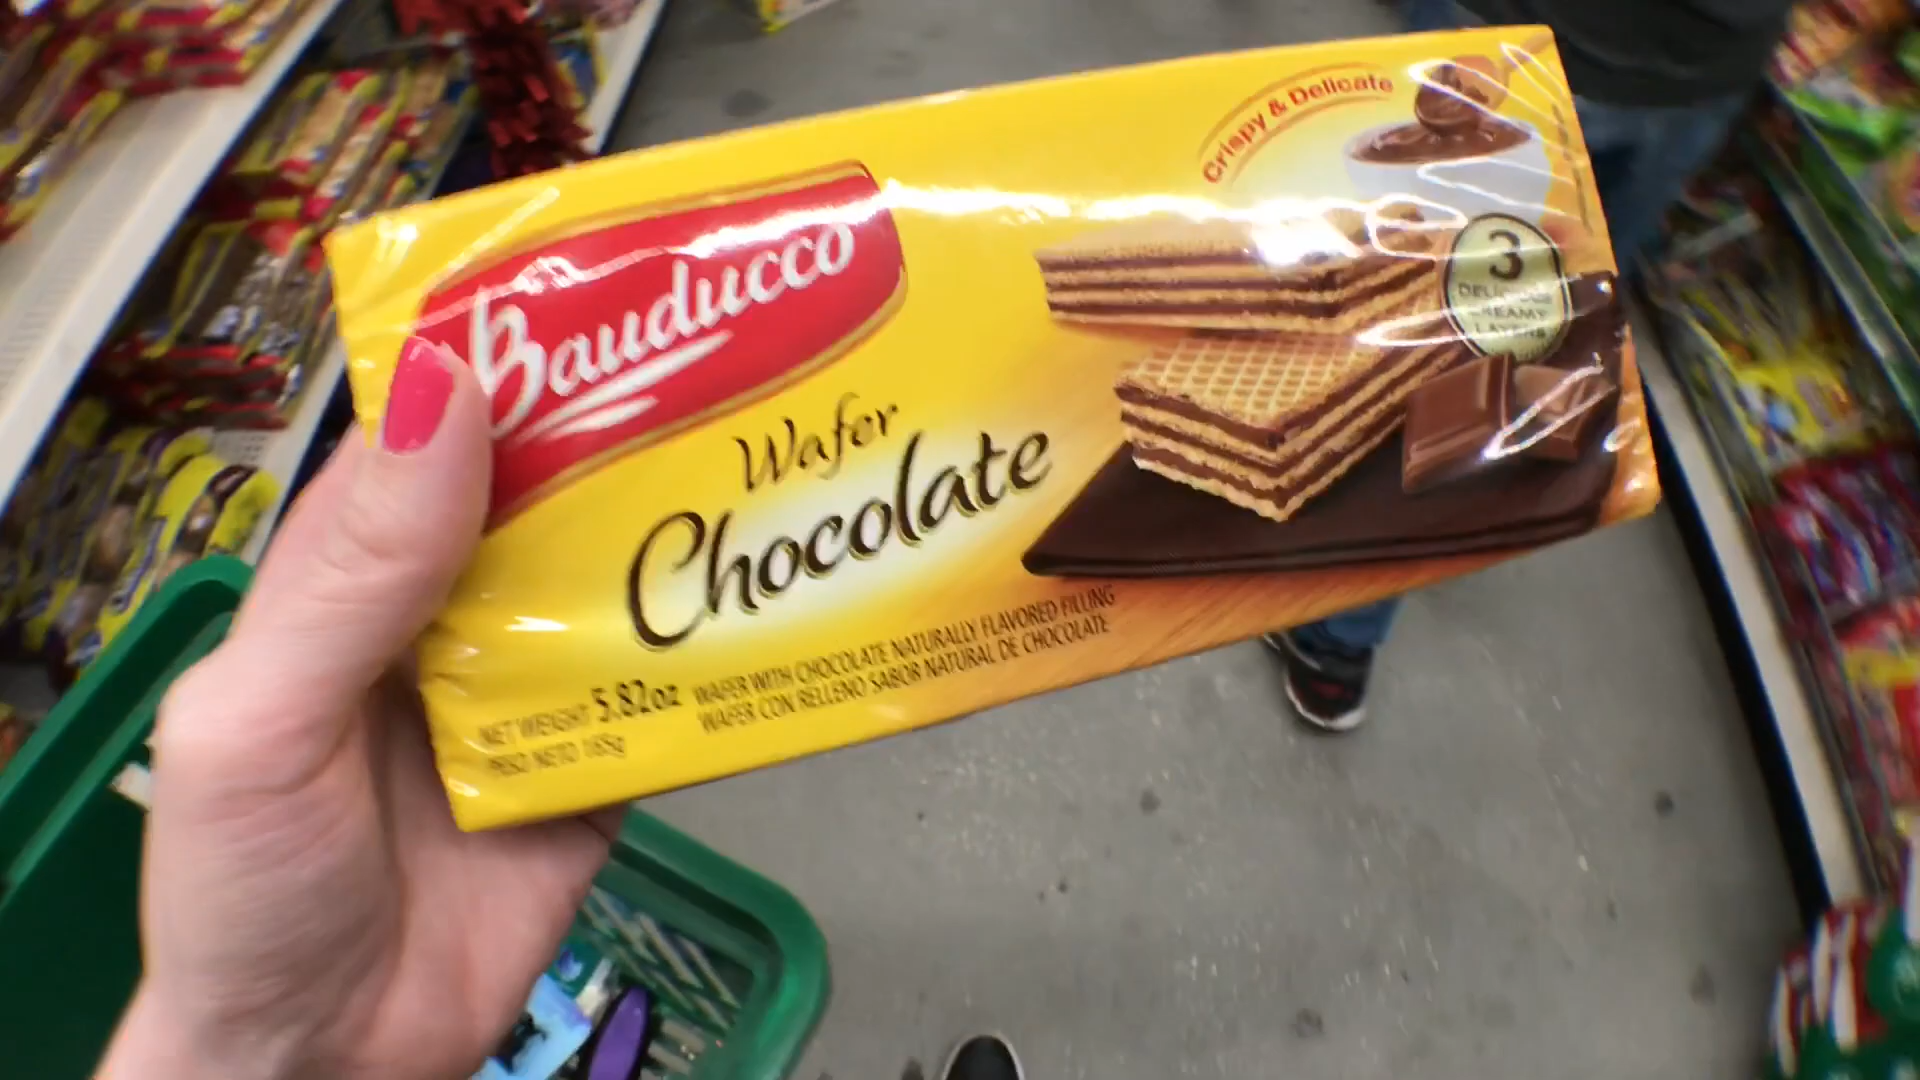 Bauducco
Wafer
Chocolate
Crispy & Delicate
3
DELICIOUS
CREAMY
LAYERS
NET WEIGHT 5.82oz
PESO NETO 165g
WAFER WITH CHOCOLATE NATURALLY FLAVORED FILLING
WAFER CON RELLENO SABOR NATURAL DE CHOCOLATE